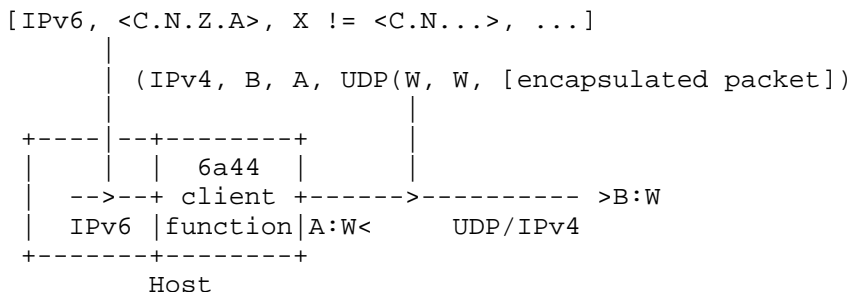 [IPv6, <C.N.Z.A>, X != <C.N...>, ...]
(IPv4, B, A, UDP(W, W, [encapsulated packet])
6a44
-->--+ client +------>---------- >B:W
IPv6 |function|A:W< UDP/IPv4
Host